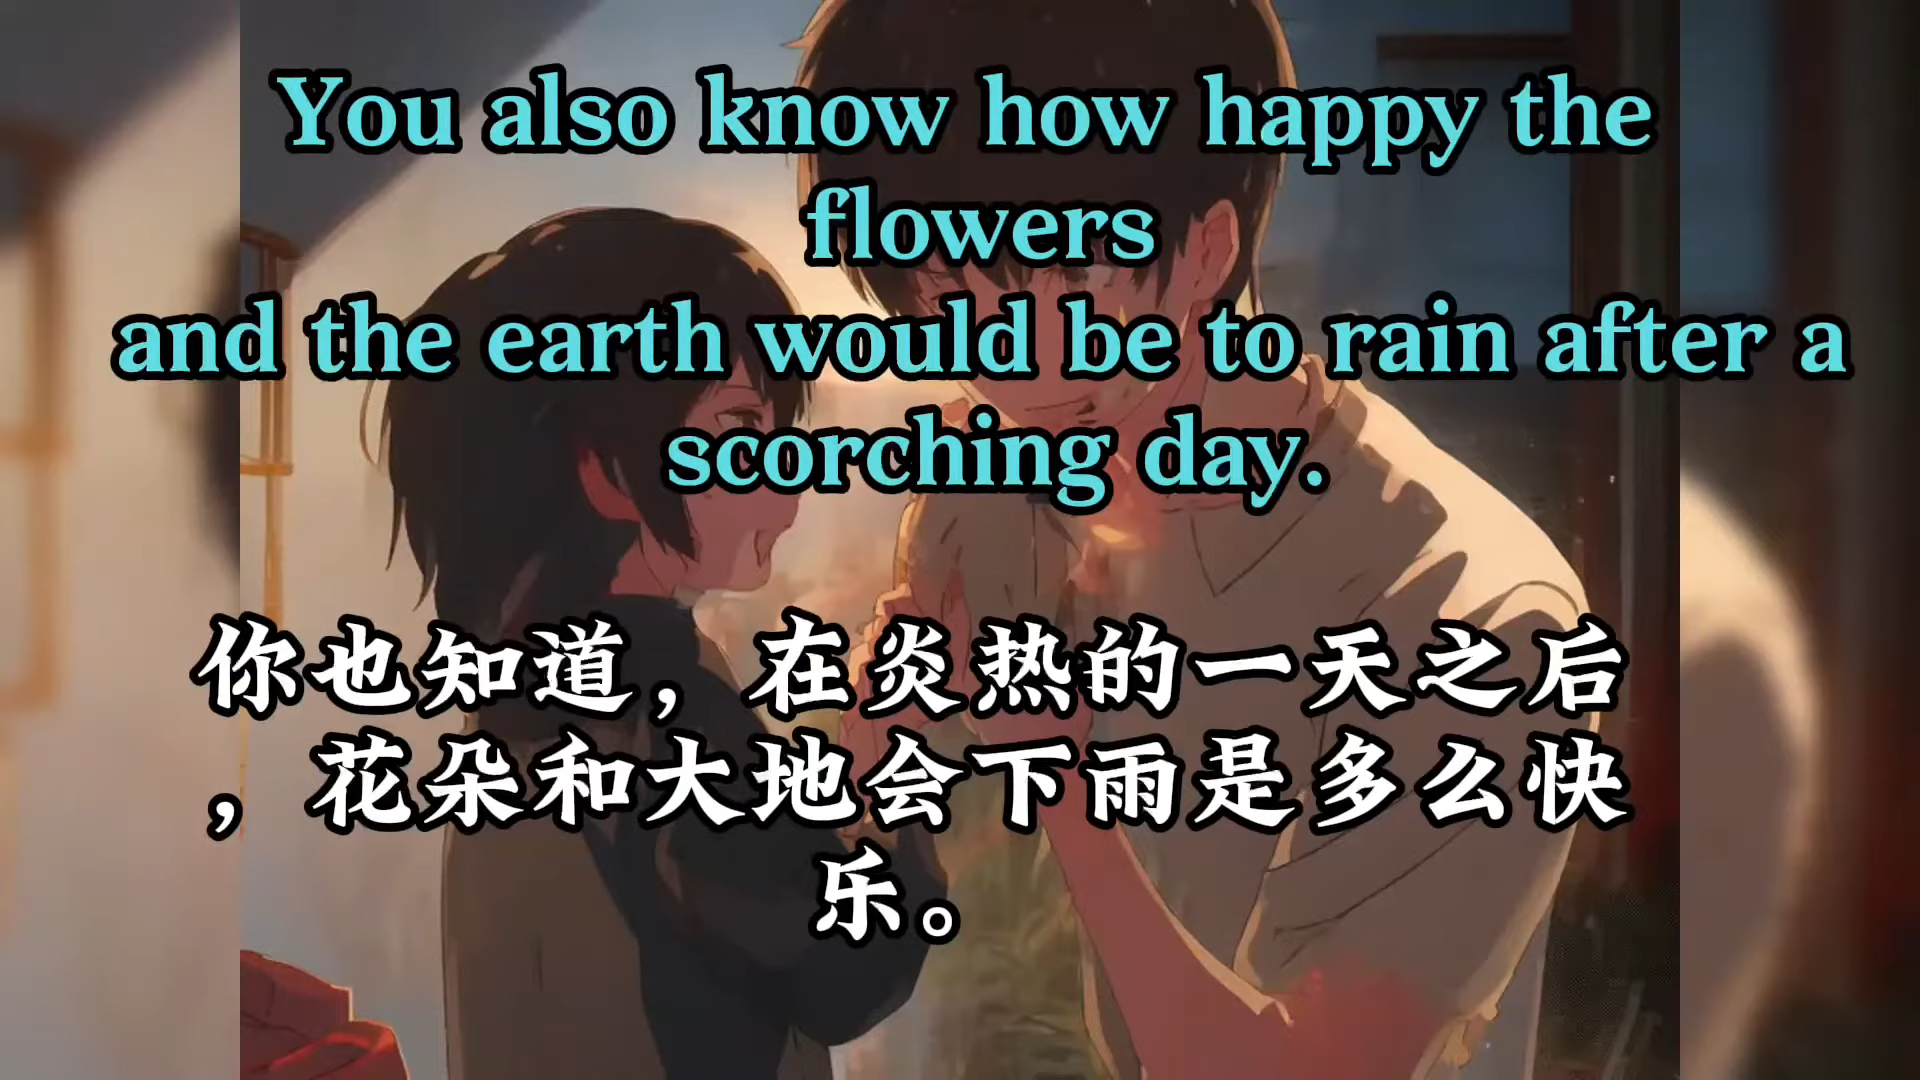 You also know how happy the
flowers
and the earth would be to rain after a
scorching day.
你也知道，在炎热的一天之后
，花朵和大地会下雨是多么快
乐。